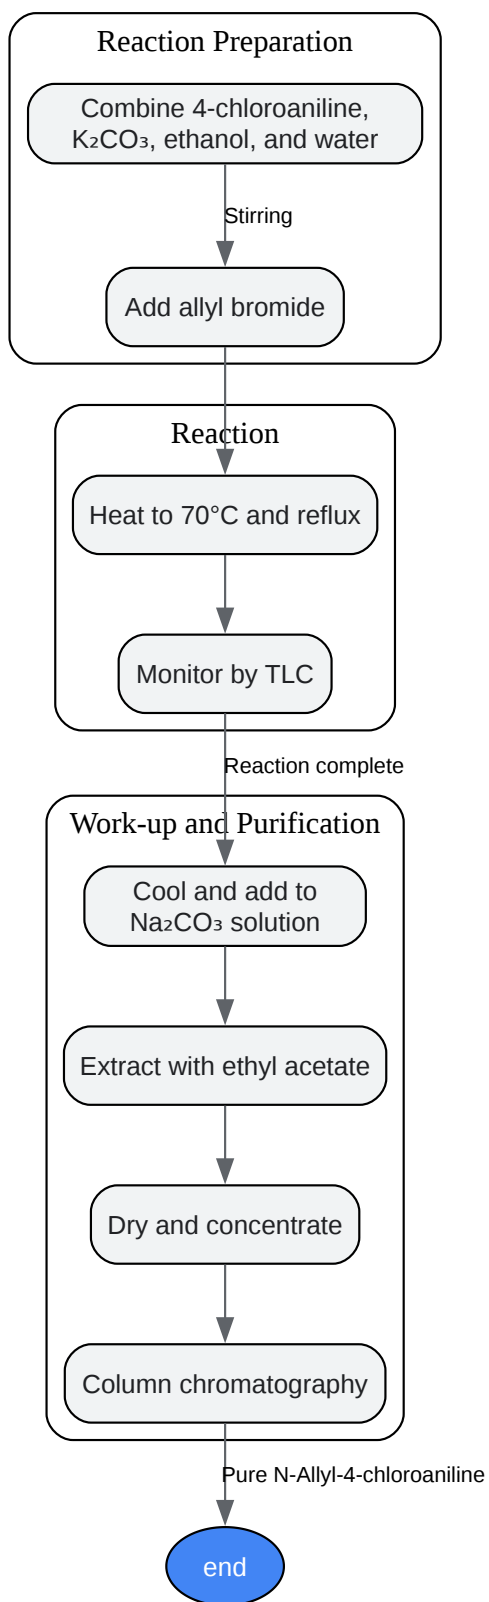 Reaction Preparation
Combine 4-chloroaniline,
K₂CO₃, ethanol, and water
Stirring
Add allyl bromide
Reaction
Heat to 70°C and reflux
Monitor by TLC
Reaction complete
Work-up and Purification
Cool and add to
Na₂CO₃ solution
Extract with ethyl acetate
Dry and concentrate
Column chromatography
Pure N-Allyl-4-chloroaniline
end